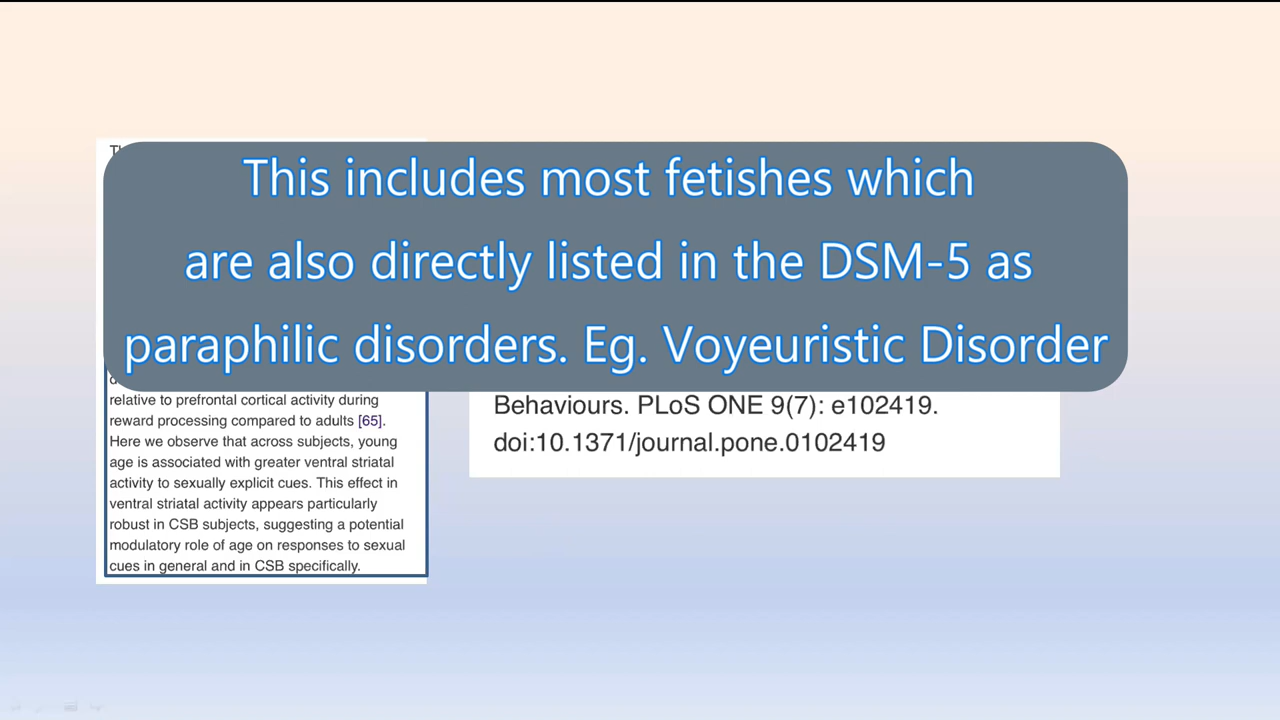 This includes most fetishes which
are also directly listed in the DSM-5 as
paraphilic disorders. Eg. Voyeuristic Disorder
relative to prefrontal cortical activity during
reward processing compared to adults [65].
Here we observe that across subjects, young
age is associated with greater ventral striatal
activity to sexually explicit cues. This effect in
ventral striatal activity appears particularly
robust in CSB subjects, suggesting a potential
modulatory role of age on responses to sexual
cues in general and in CSB specifically.
Behaviours. PLoS ONE 9(7): e102419.
doi:10.1371/journal.pone.0102419